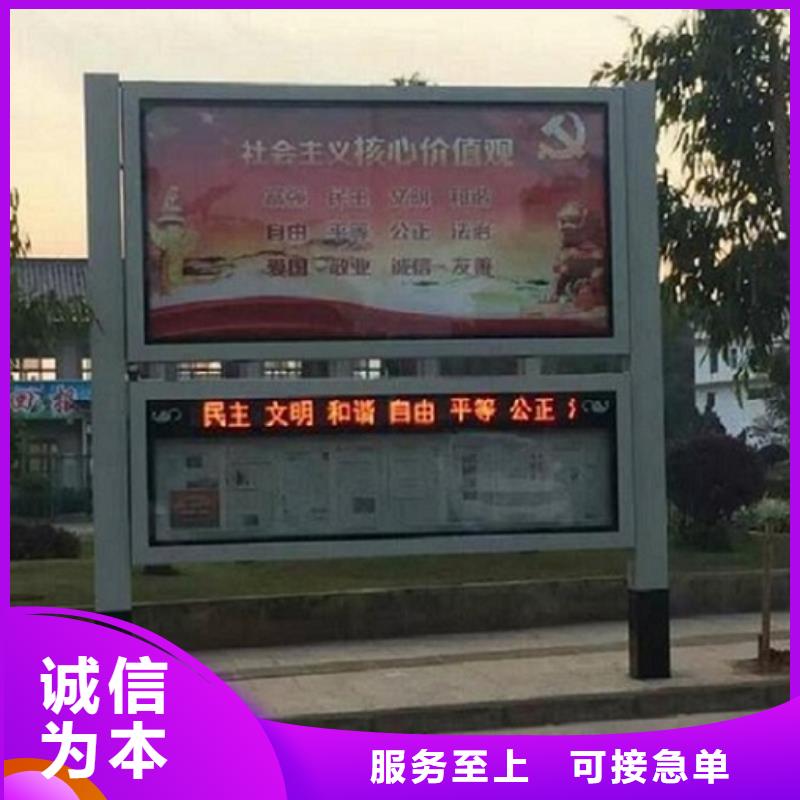 社会主义核心价值观
富强 民主 文明 和谐
自由 平等 公正 法治
爱国 敬业 诚信 友善
民主 文明 和谐 自由 平等 公正
诚信
为本
服务至上 可接急单